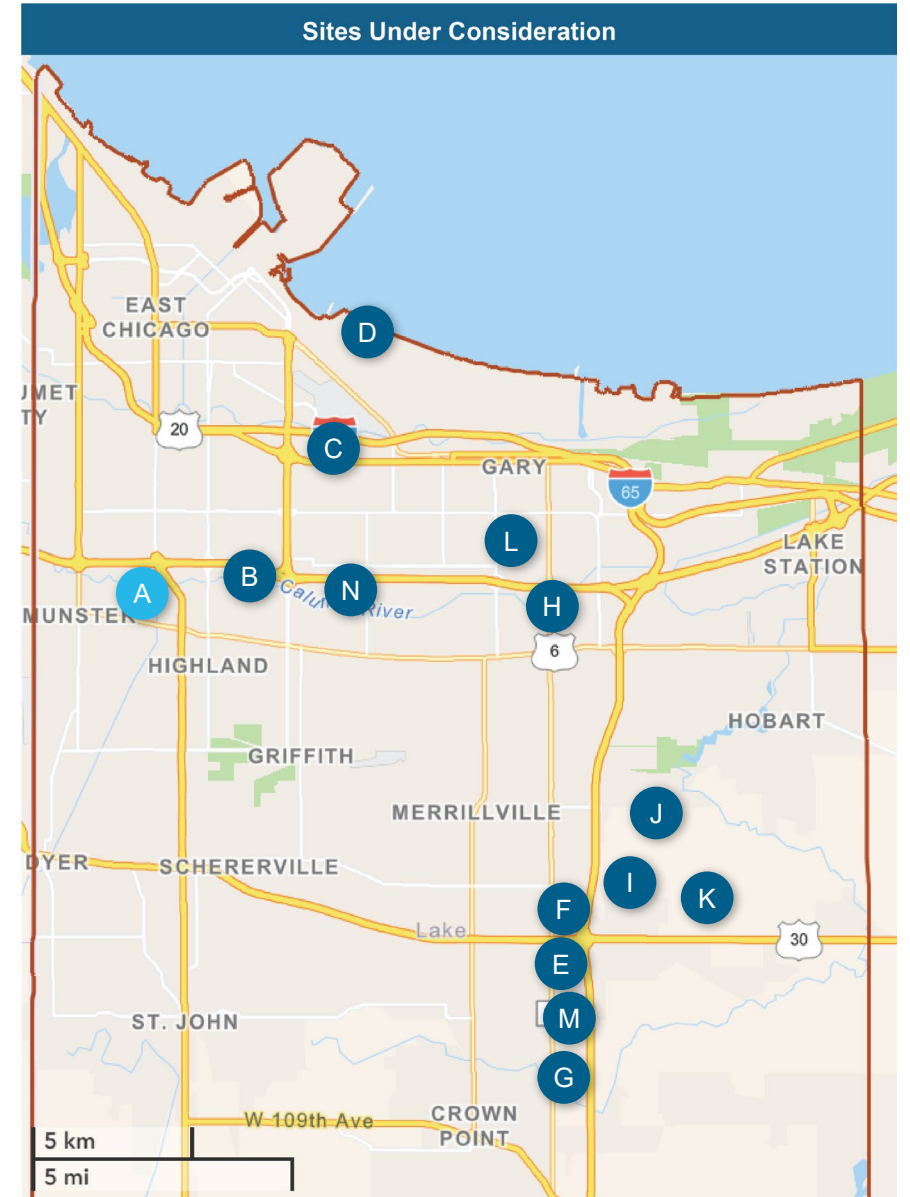 Sites Under Consideration
EAST
CHICAGO
D
UMET
TY
20
C
GARY
65
L
LAKE
STATION
A
B
N
H
Calu
River
MUNSTER
6
HIGHLAND
HOBART
GRIFFITH
MERRILLVILLE
J
DYER
SCHERERVILLE
I
K
F
Lake
30
E
ST. JOHN
M
G
W 109th Ave
CROWN
POINT
5 km
5 mi